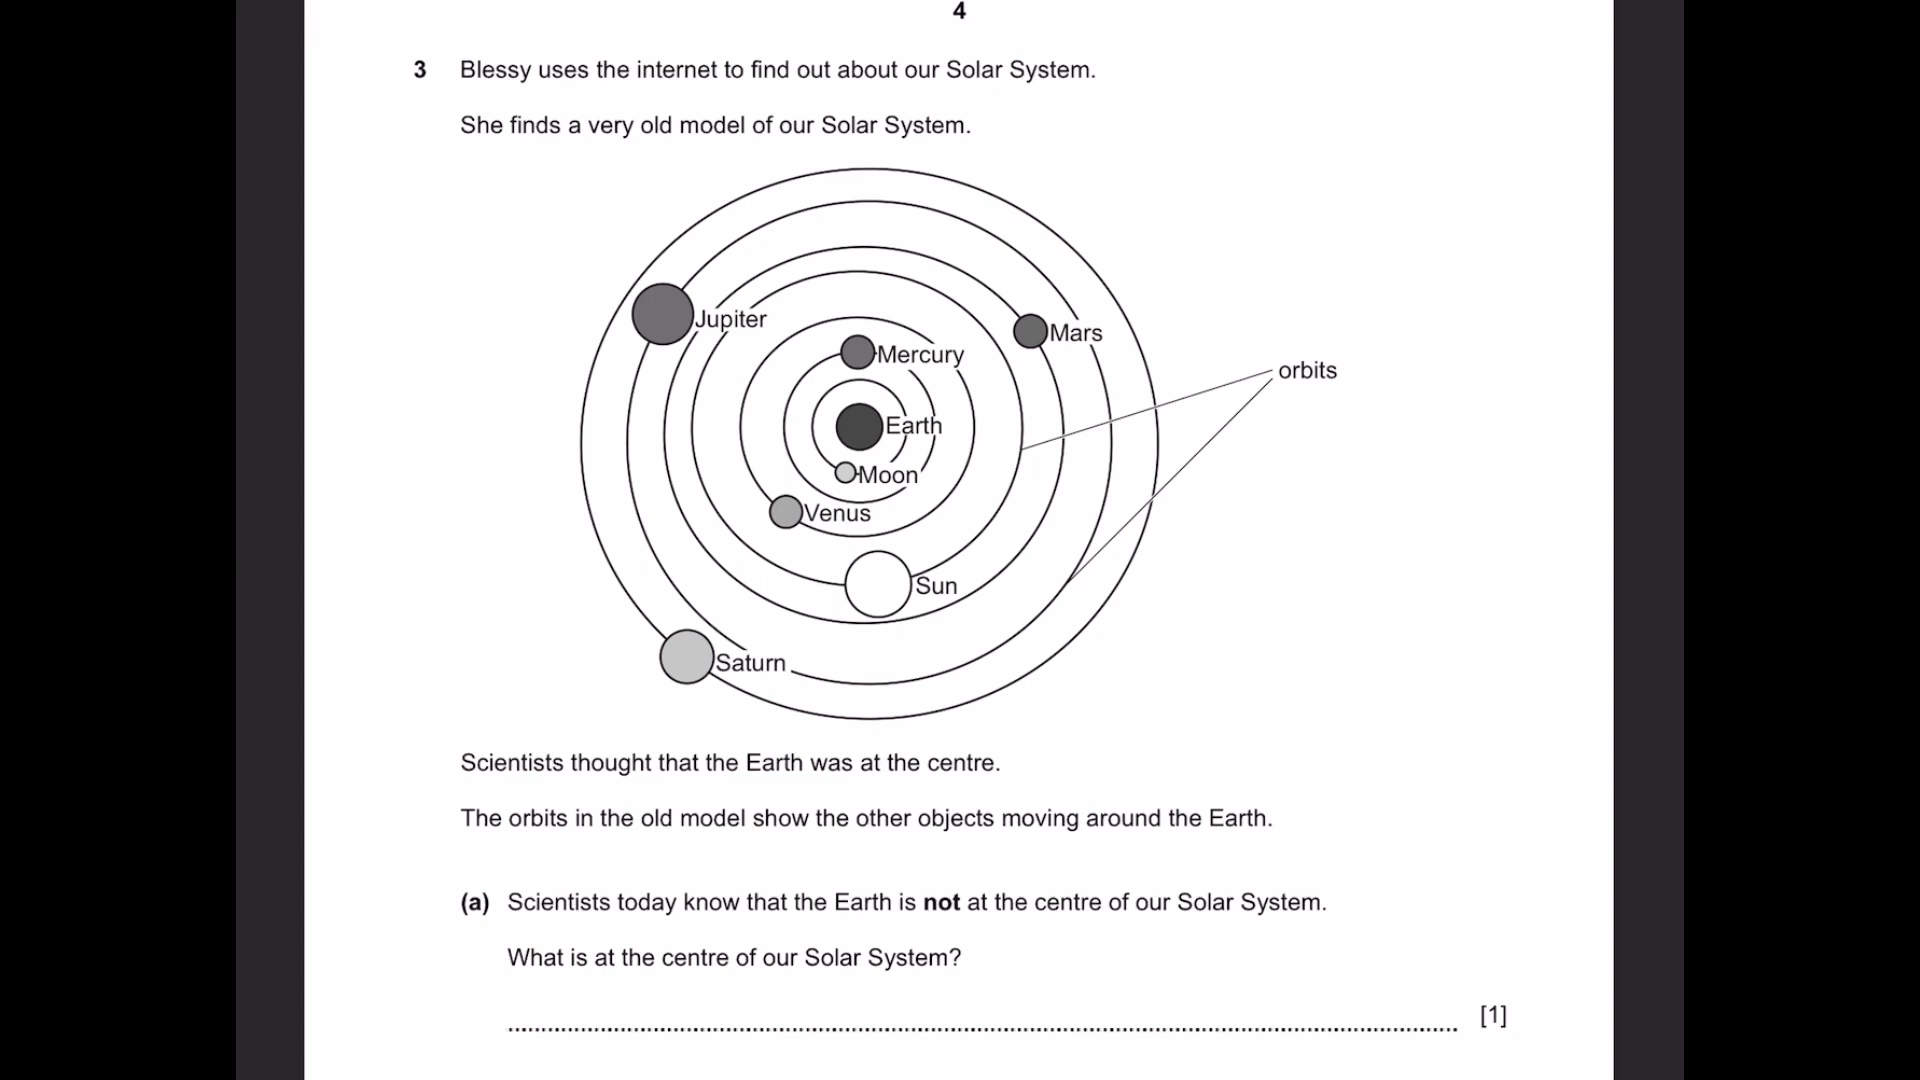 4
3 Blessy uses the internet to find out about our Solar System.
She finds a very old model of our Solar System.
Jupiter
Mars
Mercury
orbits
Earth
Moon
Venus
Sun
Saturn
Scientists thought that the Earth was at the centre.
The orbits in the old model show the other objects moving around the Earth.
(a) Scientists today know that the Earth is not at the centre of our Solar System.
What is at the centre of our Solar System?
[1]